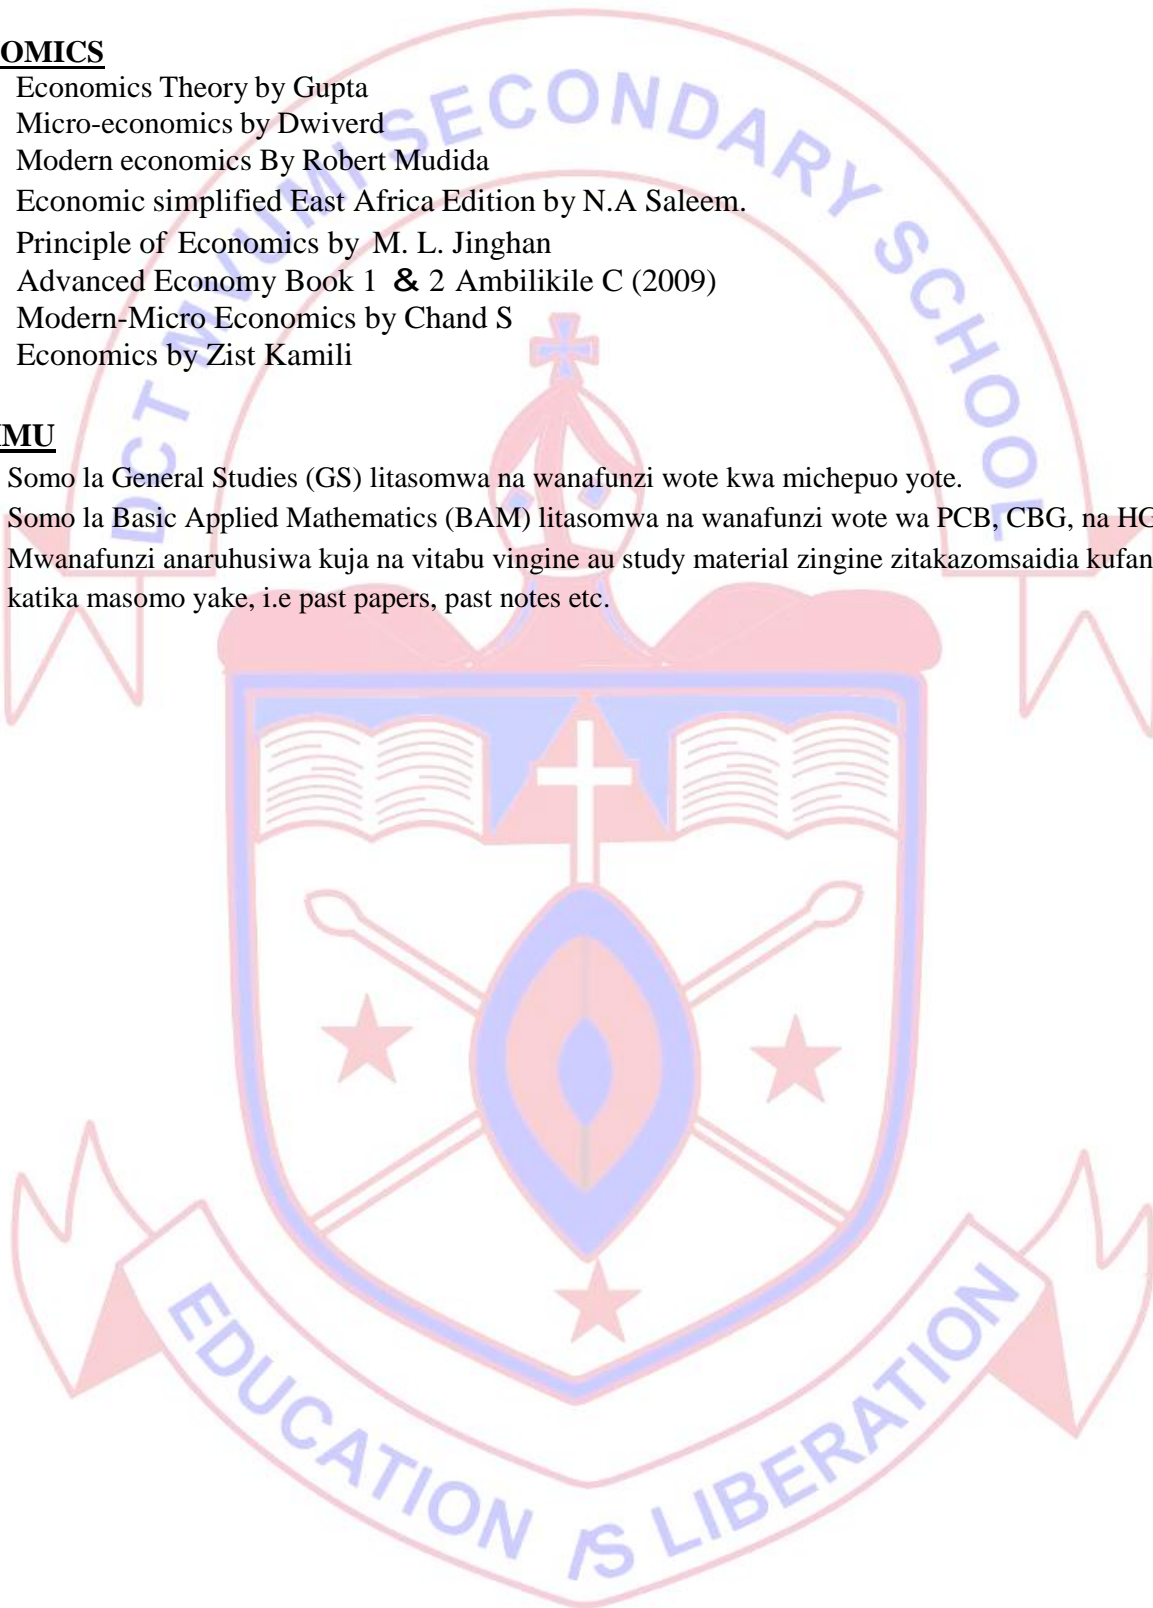 OMICS
Economics Theory by Gupta
Micro-economics by Dwiverd
Modern economics By Robert Mudida
Economic simplified East Africa Edition by N.A Saleem.
Principle of Economics by M. L. Jinghan
Advanced Economy Book 1 & 2 Ambilikile C (2009)
Modern-Micro Economics by Chand S
Economics by Zist Kamili
MU
Somo la General Studies (GS) litasomwa na wanafunzi wote kwa michepuo yote.
Somo la Basic Applied Mathematics (BAM) litasomwa na wanafunzi wote wa PCB, CBG, na HG
Mwanafunzi anaruhusiwa kuja na vitabu vingine au study material zingine zitakazomsaidia kufan
katika masomo yake, i.e past papers, past notes etc.
DCT MVUMI SECONDARY SCHOOL
EDUCATION IS LIBERATION